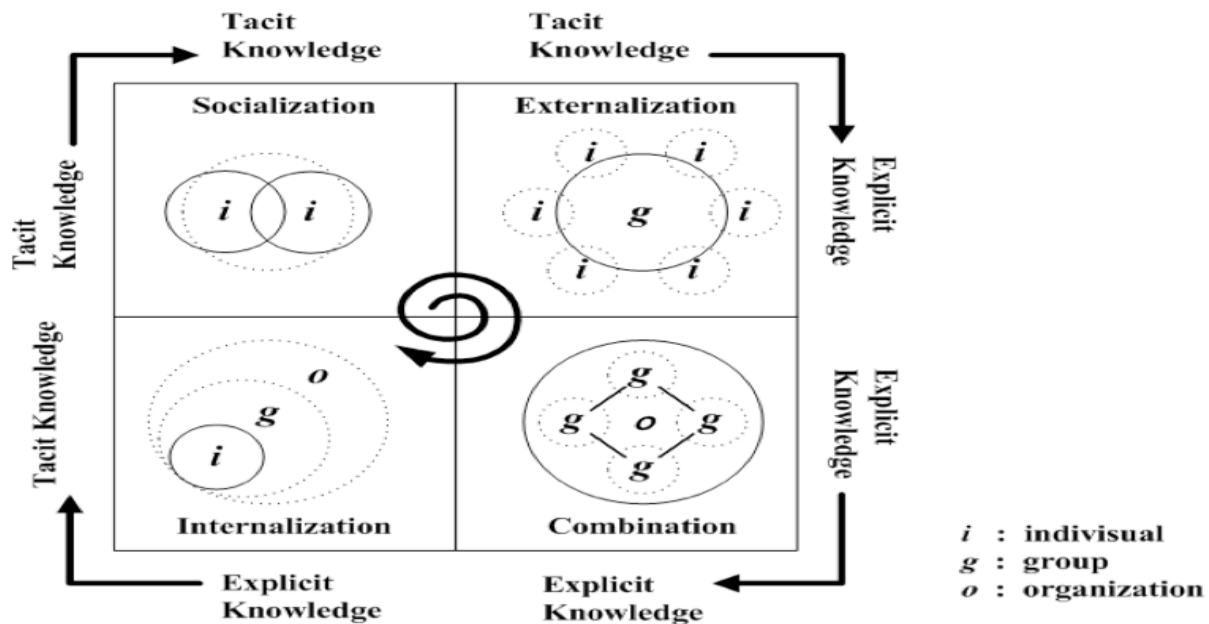 Tacit
Knowledge
Tacit
Knowledge
Socialization
Externalization
i
i
i
i
i
g
i
i
i
Tacit
Knowledge
Explicit
Knowledge
Tacit Knowledge
Explicit
Knowledge
o
g
i
g
g
o
g
g
Internalization
Combination
Explicit
Knowledge
Explicit
Knowledge
i : indivisual
g : group
o : organization